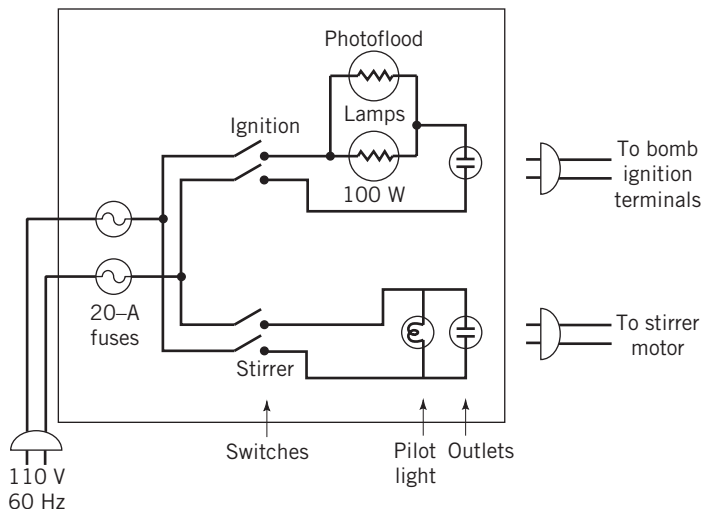 Photoflood
Lamps
Ignition
100 W
To bomb
ignition
terminals
20–A
fuses
To stirrer
motor
Stirrer
Switches
Pilot
light
Outlets
110 V
60 Hz